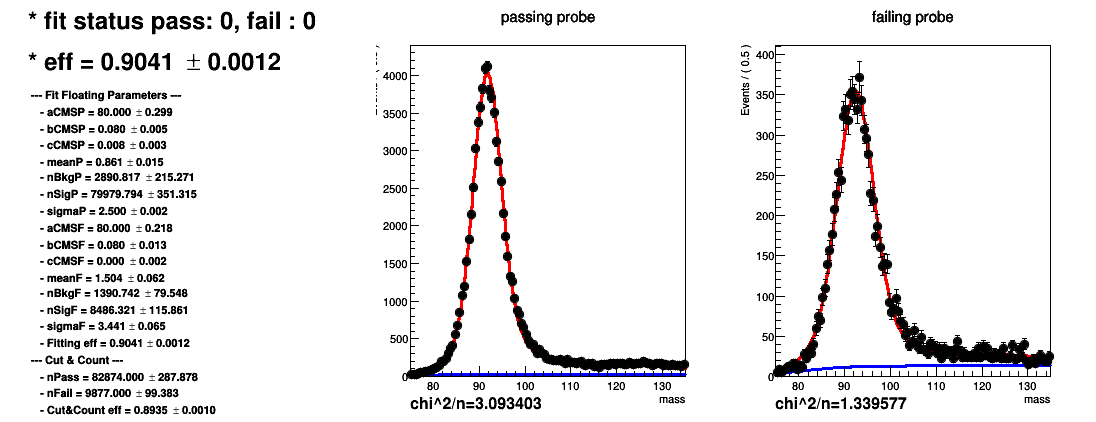 * fit status pass: 0, fail : 0
* eff = 0.9041 ± 0.0012
--- Fit Floating Parameters ---
- aCMSP = 80.000 ± 0.299
- bCMSP = 0.080 ± 0.005
- cCMSP = 0.008 ± 0.003
- meanP = 0.861 ± 0.015
- nBkgP = 2890.817 ± 215.271
- nSigP = 79979.794 ± 351.315
- sigmaP = 2.500 ± 0.002
- aCMSF = 80.000 ± 0.218
- bCMSF = 0.080 ± 0.013
- cCMSF = 0.000 ± 0.002
- meanF = 1.504 ± 0.062
- nBkgF = 1390.742 ± 79.548
- nSigF = 8486.321 ± 115.861
- sigmaF = 3.441 ± 0.065
- Fitting eff = 0.9041 ± 0.0012
--- Cut & Count ---
- nPass = 82874.000 ± 287.878
- nFail = 9877.000 ± 99.383
- Cut&Count eff = 0.8935 ± 0.0010
passing probe
4000
3500
3000
2500
2000
1500
1000
500
0
80 90 100 110 120 130
mass
chi^2/n=3.093403
failing probe
Events / ( 0.5 )
400
350
300
250
200
150
100
50
0
80 90 100 110 120 130
mass
chi^2/n=1.339577